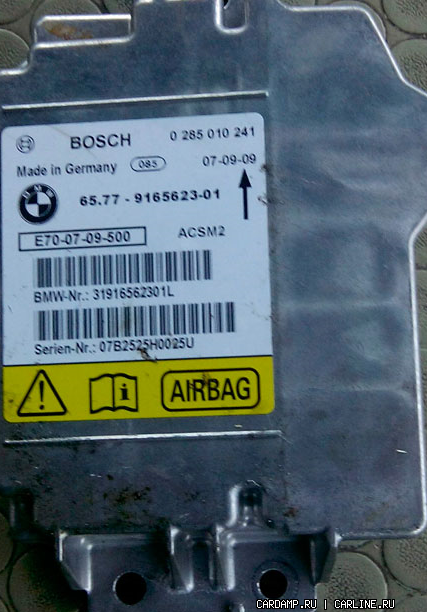 BOSCH 0 285 010 241
Made in Germany 085 07-09-09
BMW
65.77 - 9165623-01
E70-07-09-500 ACSM2
BMW-Nr.: 31916562301L
Serien-Nr.: 07B2525H0025U
AIRBAG
CARDAMP.RU | CARLINE.RU